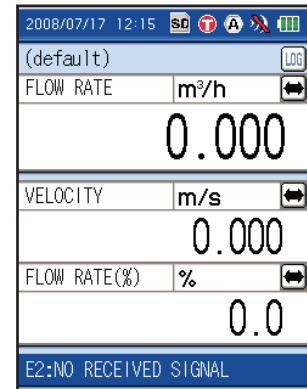 2008/07/17 12:15 SD T A
(default) LOG
FLOW RATE m³/h
0.000
VELOCITY m/s
0.000
FLOW RATE(%) %
0.0
E2:NO RECEIVED SIGNAL